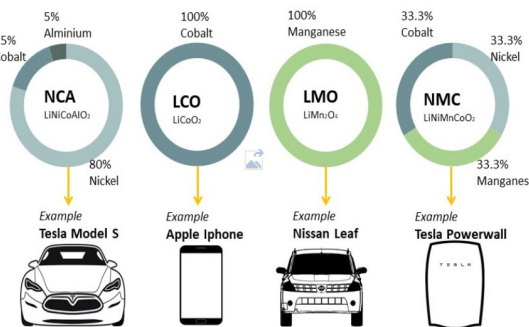 5%
Alminium
5%
obalt
NCA
LiNiCoAlO₂
80%
Nickel
Example
Tesla Model S
100%
Cobalt
LCO
LiCoO₂
Example
Apple Iphone
100%
Manganese
LMO
LiMn₂O₄
Example
Nissan Leaf
33.3%
Cobalt
33.3%
Nickel
NMC
LiNiMnCoO₂
33.3%
Manganes
Example
Tesla Powerwall
TESLA